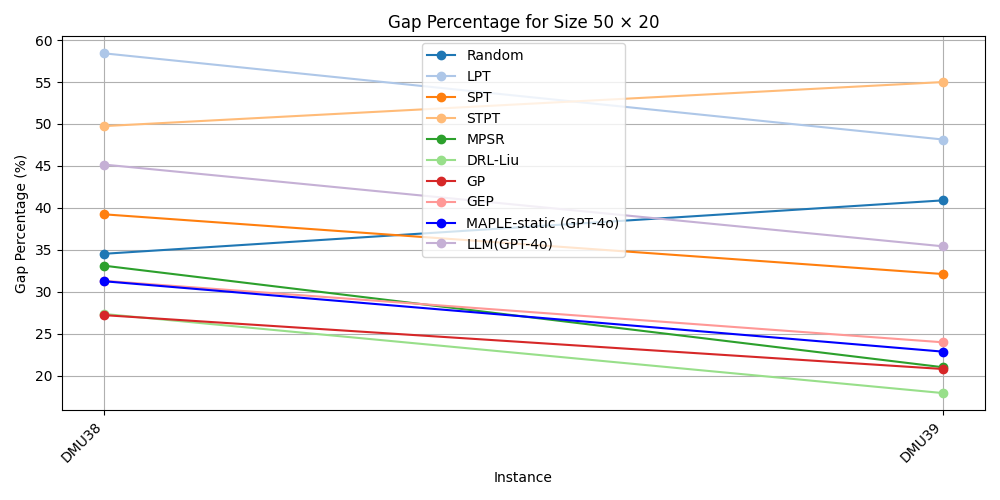 Gap Percentage for Size 50 × 20
Gap Percentage (%)
60
55
50
45
40
35
30
25
20
Random
LPT
SPT
STPT
MPSR
DRL-Liu
GP
GEP
MAPLE-static (GPT-4o)
LLM(GPT-4o)
DMU38
DMU39
Instance